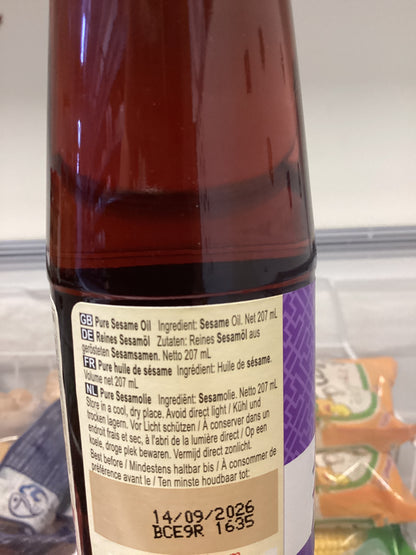 GB Pure Sesame Oil Ingredient: Sesame Oil. Net 207 mL
DE Reines Sesamöl Zutaten: Reines Sesamöl aus
gerösteten Sesamsamen. Netto 207 mL
FR Pure huile de sésame Ingrédient: Huile de sésame.
Volume net 207 mL
NL Pure Sesamolie Ingrediënt: Sesamolie. Netto 207 mL
Store in a cool, dry place. Avoid direct light / Kühl und
trocken lagern. Vor Licht schützen / À conserver dans un
endroit frais et sec, à l'abri de la lumière direct / Op een
koele, droge plek bewaren. Vermijd direct zonlicht.
Best before / Mindestens haltbar bis / À consommer de
préférence avant le / Ten minste houdbaar tot:
14/09/2026
BCE9R 1635